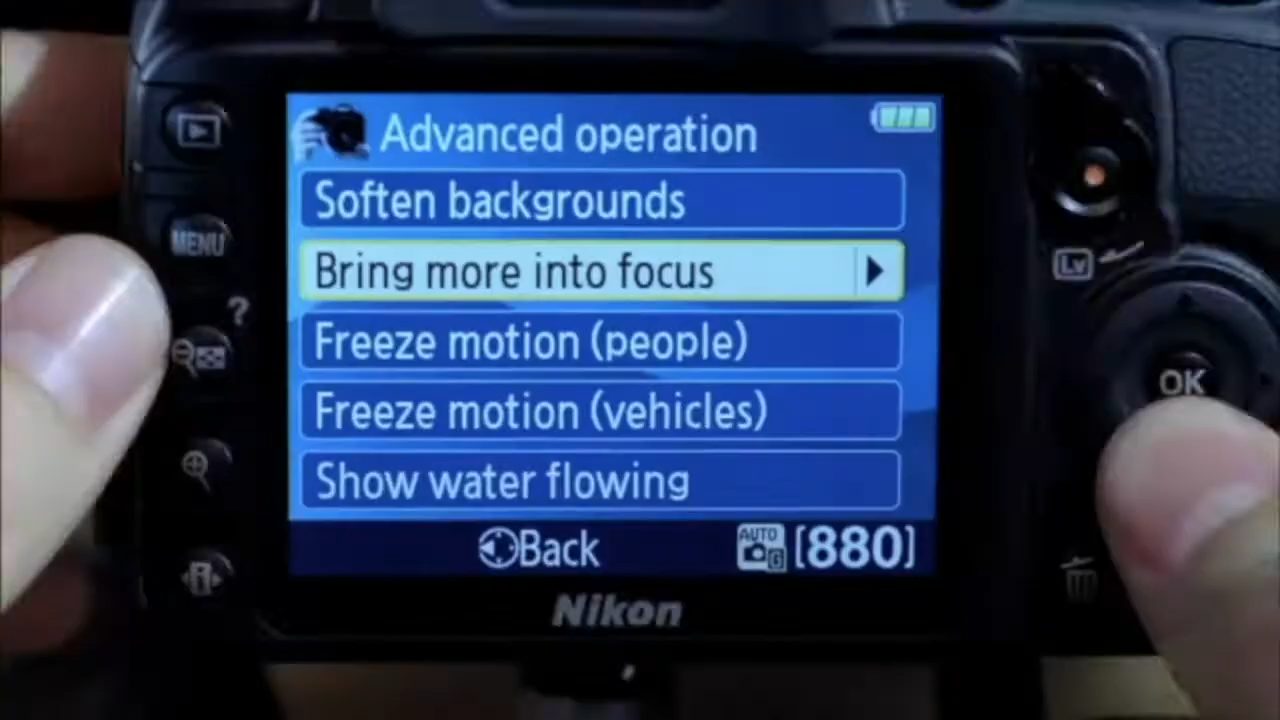 Advanced operation
Soften backgrounds
MENU
Bring more into focus
Lv
?
Freeze motion (people)
OK
Freeze motion (vehicles)
Show water flowing
Back
AUTO
[880]
Nikon